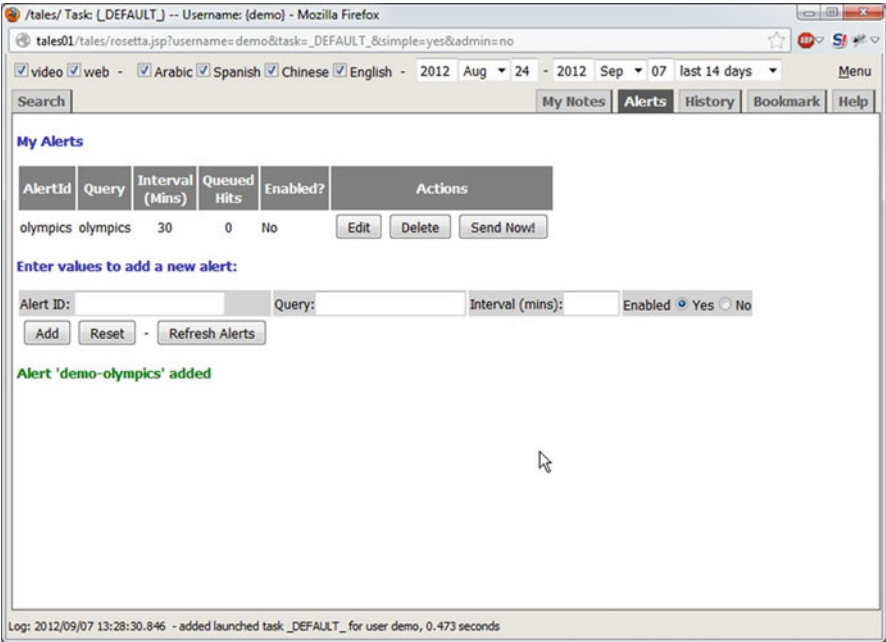 /tales/ Task: {_DEFAULT_} -- Username: {demo} - Mozilla Firefox
tales01/tales/rosetta.jsp?username=demo&task=_DEFAULT_&simple=yes&admin=no
ABP S!
video web - Arabic Spanish Chinese English - 2012 Aug 24 - 2012 Sep 07 last 14 days Menu
Search My Notes Alerts History Bookmark Help
My Alerts
AlertId Query Interval (Mins) Queued Hits Enabled? Actions
olympics olympics 30 0 No Edit Delete Send Now!
Enter values to add a new alert:
Alert ID: Query: Interval (mins): Enabled Yes No
Add Reset - Refresh Alerts
Alert 'demo-olympics' added
Log: 2012/09/07 13:28:30.846 - added launched task _DEFAULT_ for user demo, 0.473 seconds